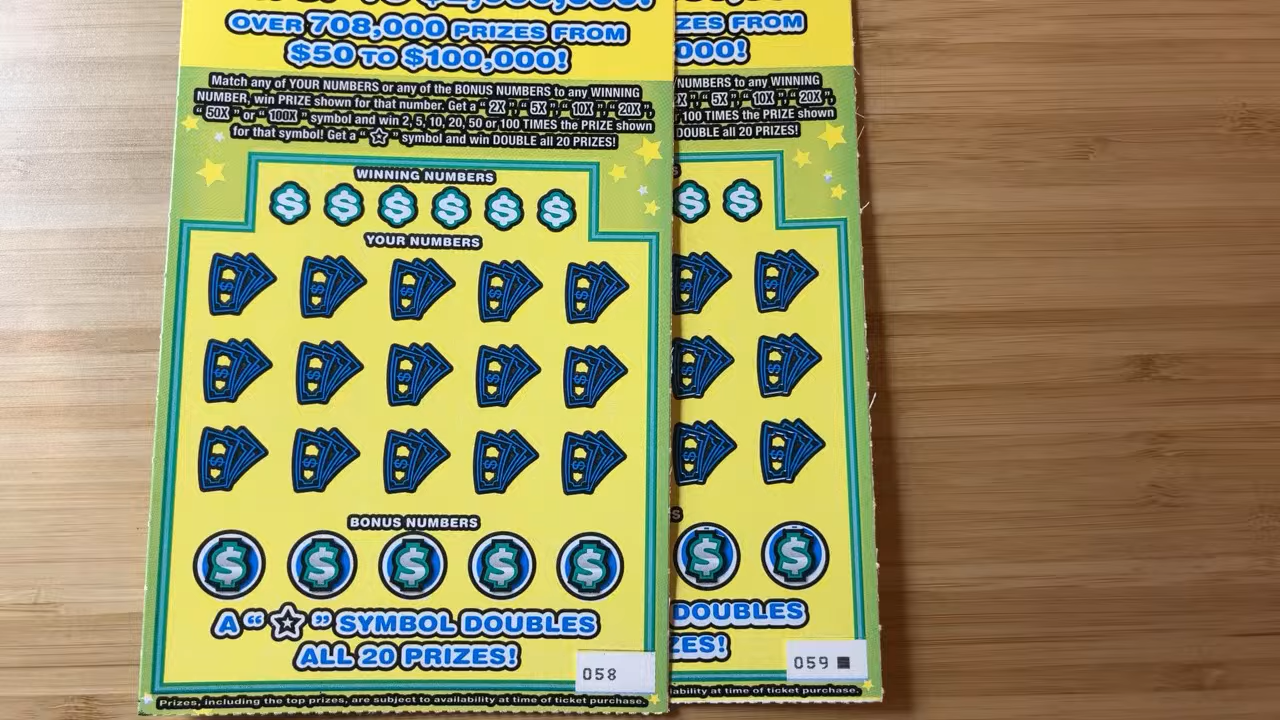 OVER 708,000 PRIZES FROM
$50 TO $100,000!
Match any of YOUR NUMBERS or any of the BONUS NUMBERS to any WINNING
NUMBER, win PRIZE shown for that number. Get a “ 2X ”, “ 5X ”, “ 10X ”, “ 20X ”,
“ 50X ” or “ 100X ” symbol and win 2, 5, 10, 20, 50 or 100 TIMES the PRIZE shown
for that symbol! Get a “ ☆ ” symbol and win DOUBLE all 20 PRIZES!
WINNING NUMBERS
YOUR NUMBERS
BONUS NUMBERS
A “ ☆ ” SYMBOL DOUBLES
ALL 20 PRIZES!
058
Prizes, including the top prizes, are subject to availability at time of ticket purchase.
ZES FROM
000!
NUMBERS to any WINNING
2X ”, “ 5X ”, “ 10X ”, “ 20X ”,
100 TIMES the PRIZE shown
DOUBLE all 20 PRIZES!
DOUBLES
ZES!
059
ability at time of ticket purchase.